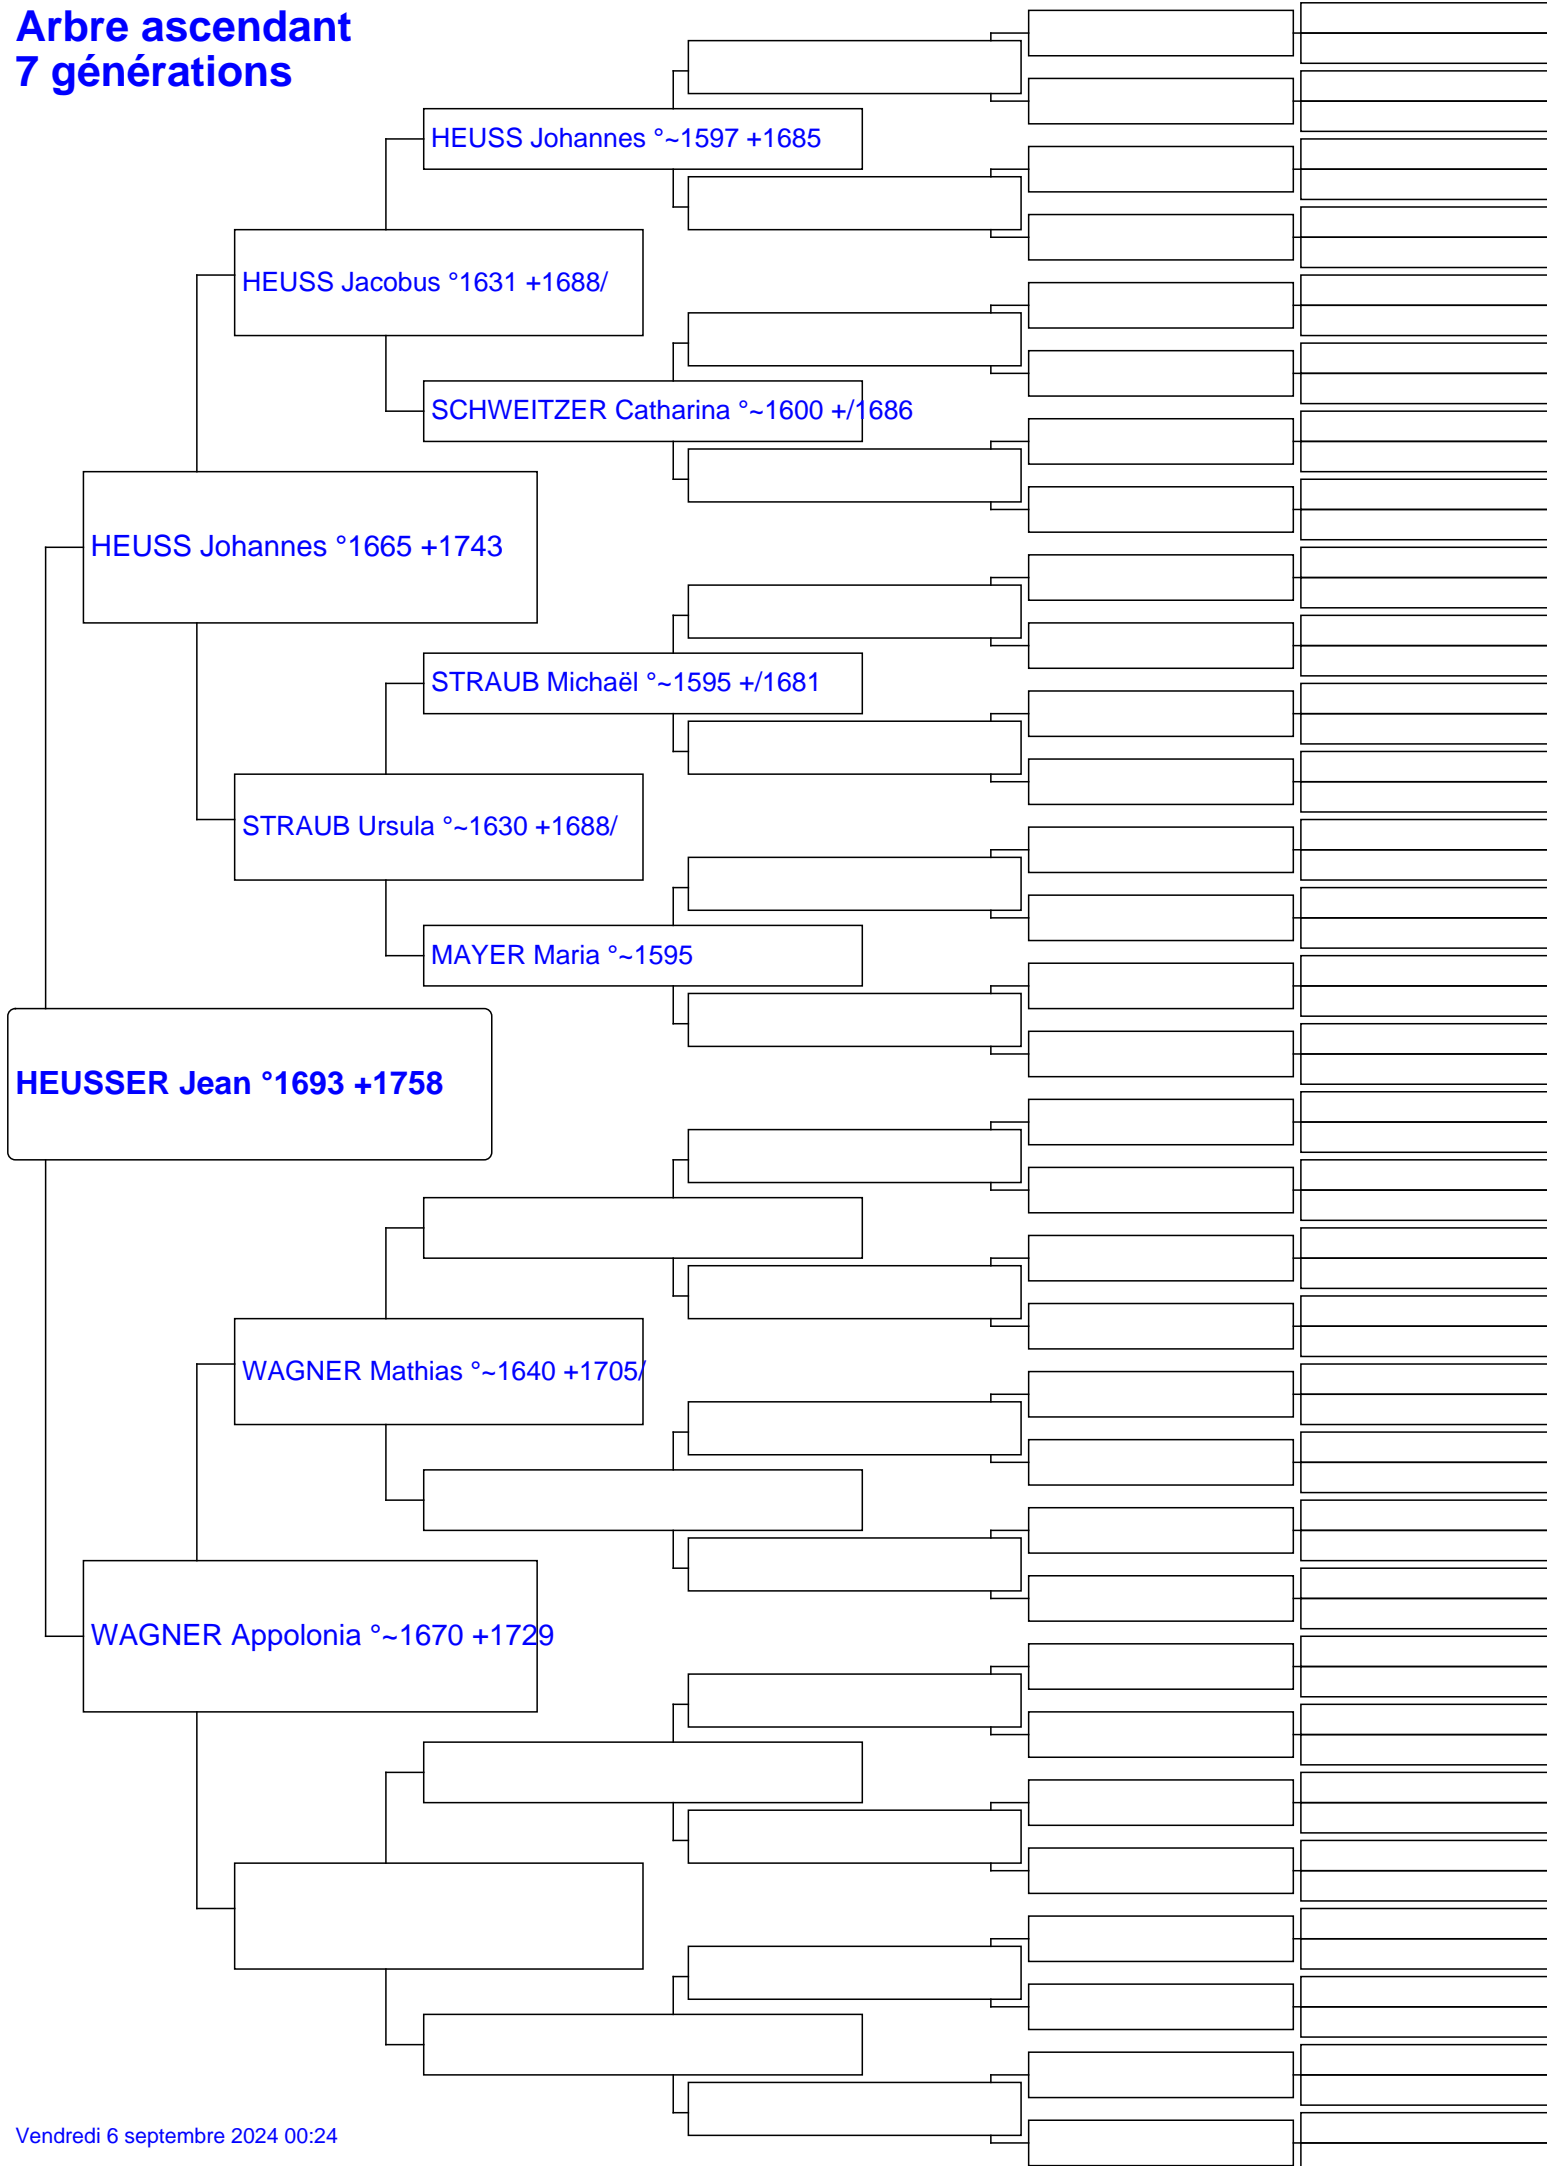 Arbre ascendant
7 générations
HEUSS Johannes °~1597 +1685
HEUSS Jacobus °1631 +1688/
SCHWEITZER Catharina °~1600 +/1686
HEUSS Johannes °1665 +1743
STRAUB Michaël °~1595 +/1681
STRAUB Ursula °~1630 +1688/
MAYER Maria °~1595
HEUSSER Jean °1693 +1758
WAGNER Mathias °~1640 +1705/
WAGNER Appolonia °~1670 +1729
Vendredi 6 septembre 2024 00:24